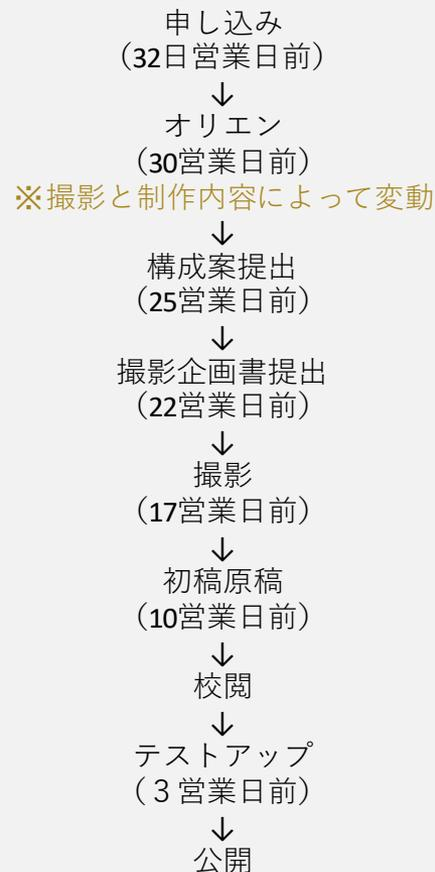 申し込み
（32日営業日前）
↓
オリエン
（30営業日前）
※撮影と制作内容によって変動
↓
構成案提出
（25営業日前）
↓
撮影企画書提出
（22営業日前）
↓
撮影
（17営業日前）
↓
初稿原稿
（10営業日前）
↓
校閲
↓
テストアップ
（３営業日前）
↓
公開